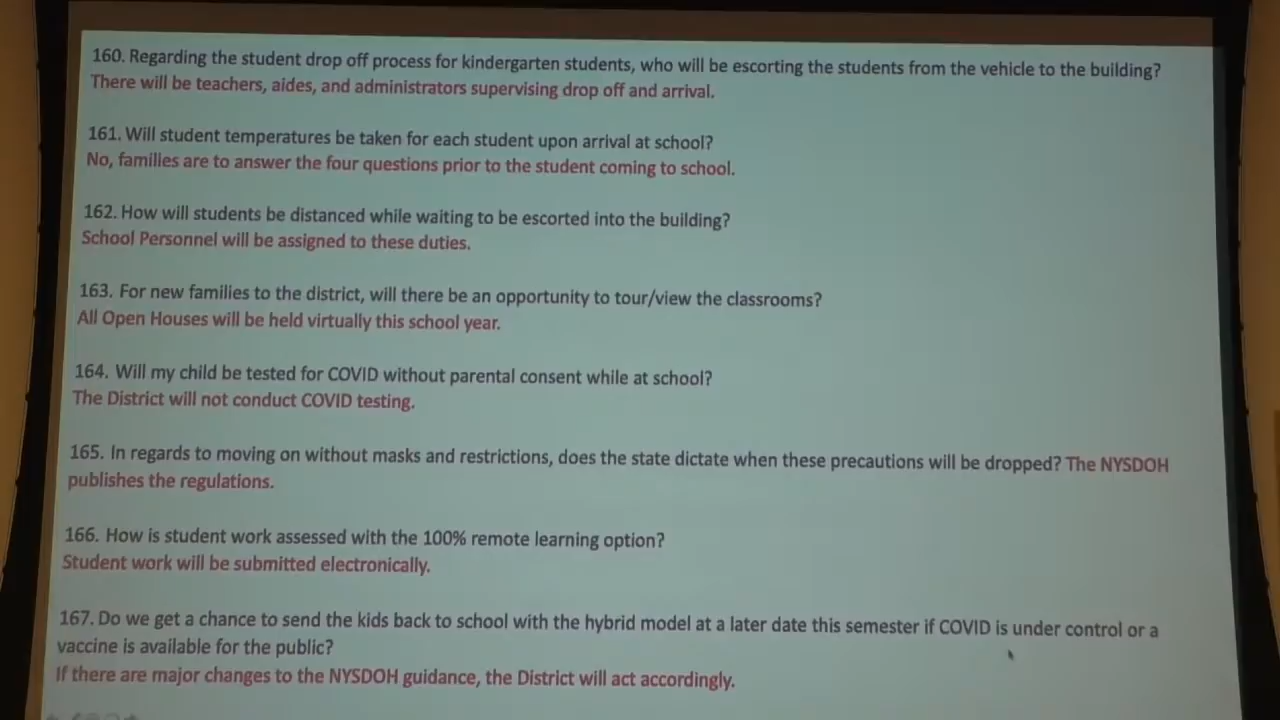 160. Regarding the student drop off process for kindergarten students, who will be escorting the students from the vehicle to the building?
There will be teachers, aides, and administrators supervising drop off and arrival.
161. Will student temperatures be taken for each student upon arrival at school?
No, families are to answer the four questions prior to the student coming to school.
162. How will students be distanced while waiting to be escorted into the building?
School Personnel will be assigned to these duties.
163. For new families to the district, will there be an opportunity to tour/view the classrooms?
All Open Houses will be held virtually this school year.
164. Will my child be tested for COVID without parental consent while at school?
The District will not conduct COVID testing.
165. In regards to moving on without masks and restrictions, does the state dictate when these precautions will be dropped? The NYSDOH
publishes the regulations.
166. How is student work assessed with the 100% remote learning option?
Student work will be submitted electronically.
167. Do we get a chance to send the kids back to school with the hybrid model at a later date this semester if COVID is under control or a
vaccine is available for the public?
If there are major changes to the NYSDOH guidance, the District will act accordingly.